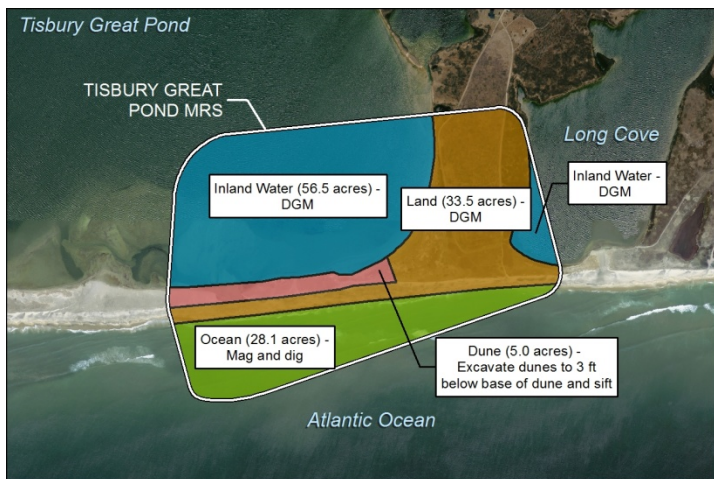 Tisbury Great Pond
TISBURY GREAT
POND MRS
Long Cove
Inland Water (56.5 acres) -
DGM
Land (33.5 acres) -
DGM
Inland Water -
DGM
Ocean (28.1 acres) -
Mag and dig
Dune (5.0 acres) -
Excavate dunes to 3 ft
below base of dune and sift
Atlantic Ocean